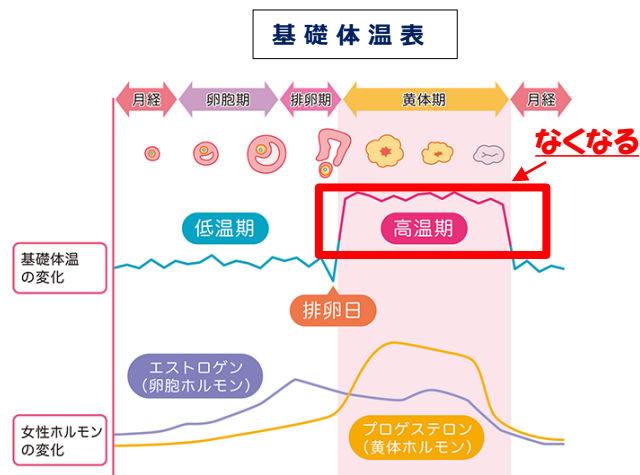 基礎体温表
月経
卵胞期
排卵期
黄体期
月経
なくなる
低温期
高温期
基礎体温
の変化
排卵日
エストロゲン
(卵胞ホルモン)
女性ホルモン
の変化
プロゲステロン
(黄体ホルモン)